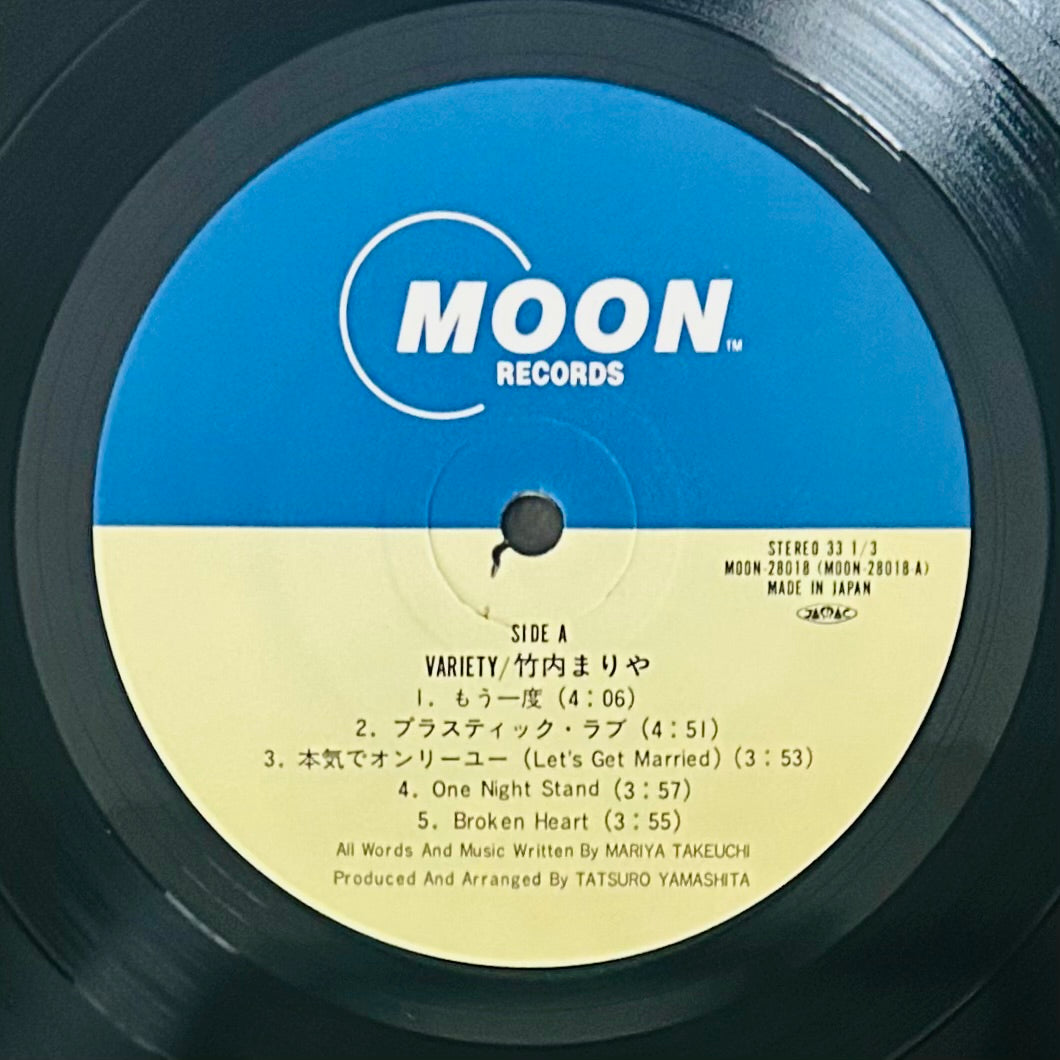 MOON™
RECORDS
STEREO 33 1/3
MOON-28018 (MOON-28018-A)
MADE IN JAPAN
JASRAC
SIDE A
VARIETY/竹内まりや
1. もう一度 (4:06)
2. プラスティック・ラブ (4:51)
3. 本気でオンリーユー (Let's Get Married) (3:53)
4. One Night Stand (3:57)
5. Broken Heart (3:55)
All Words And Music Written By MARIYA TAKEUCHI
Produced And Arranged By TATSURO YAMASHITA